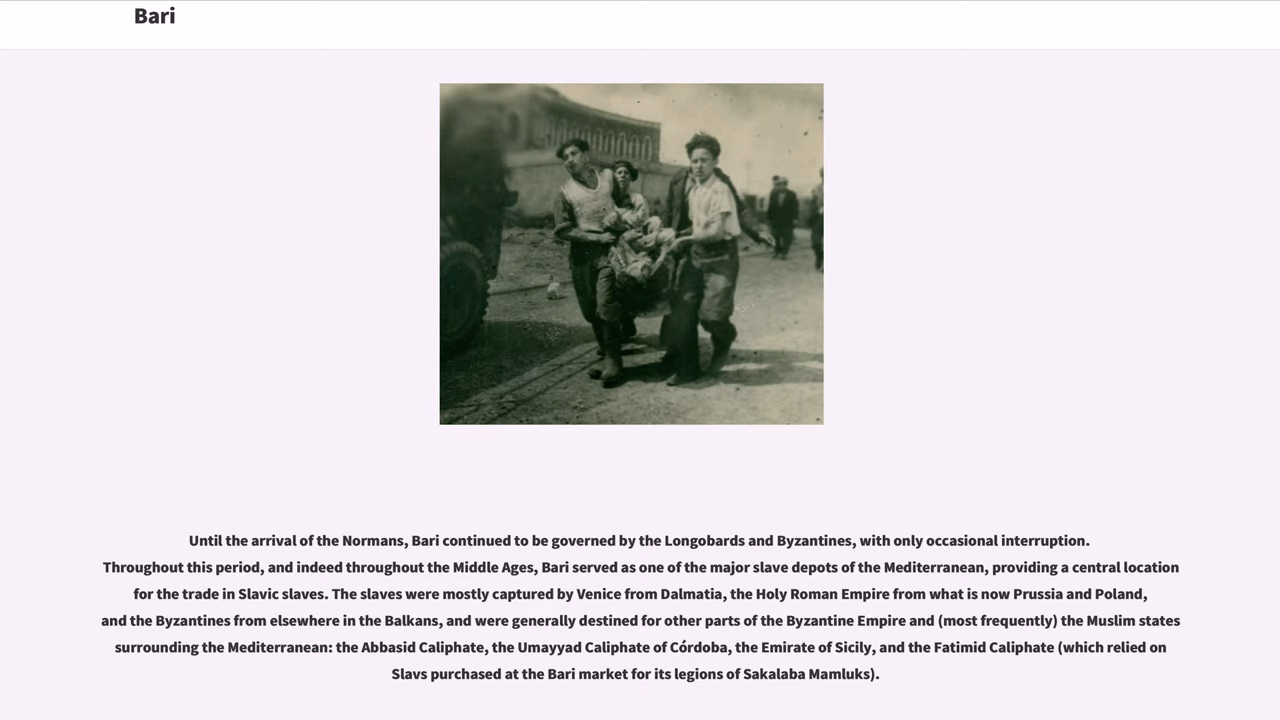 Bari
Until the arrival of the Normans, Bari continued to be governed by the Longobards and Byzantines, with only occasional interruption.
Throughout this period, and indeed throughout the Middle Ages, Bari served as one of the major slave depots of the Mediterranean, providing a central location
for the trade in Slavic slaves. The slaves were mostly captured by Venice from Dalmatia, the Holy Roman Empire from what is now Prussia and Poland,
and the Byzantines from elsewhere in the Balkans, and were generally destined for other parts of the Byzantine Empire and (most frequently) the Muslim states
surrounding the Mediterranean: the Abbasid Caliphate, the Umayyad Caliphate of Córdoba, the Emirate of Sicily, and the Fatimid Caliphate (which relied on
Slavs purchased at the Bari market for its legions of Sakalaba Mamluks).